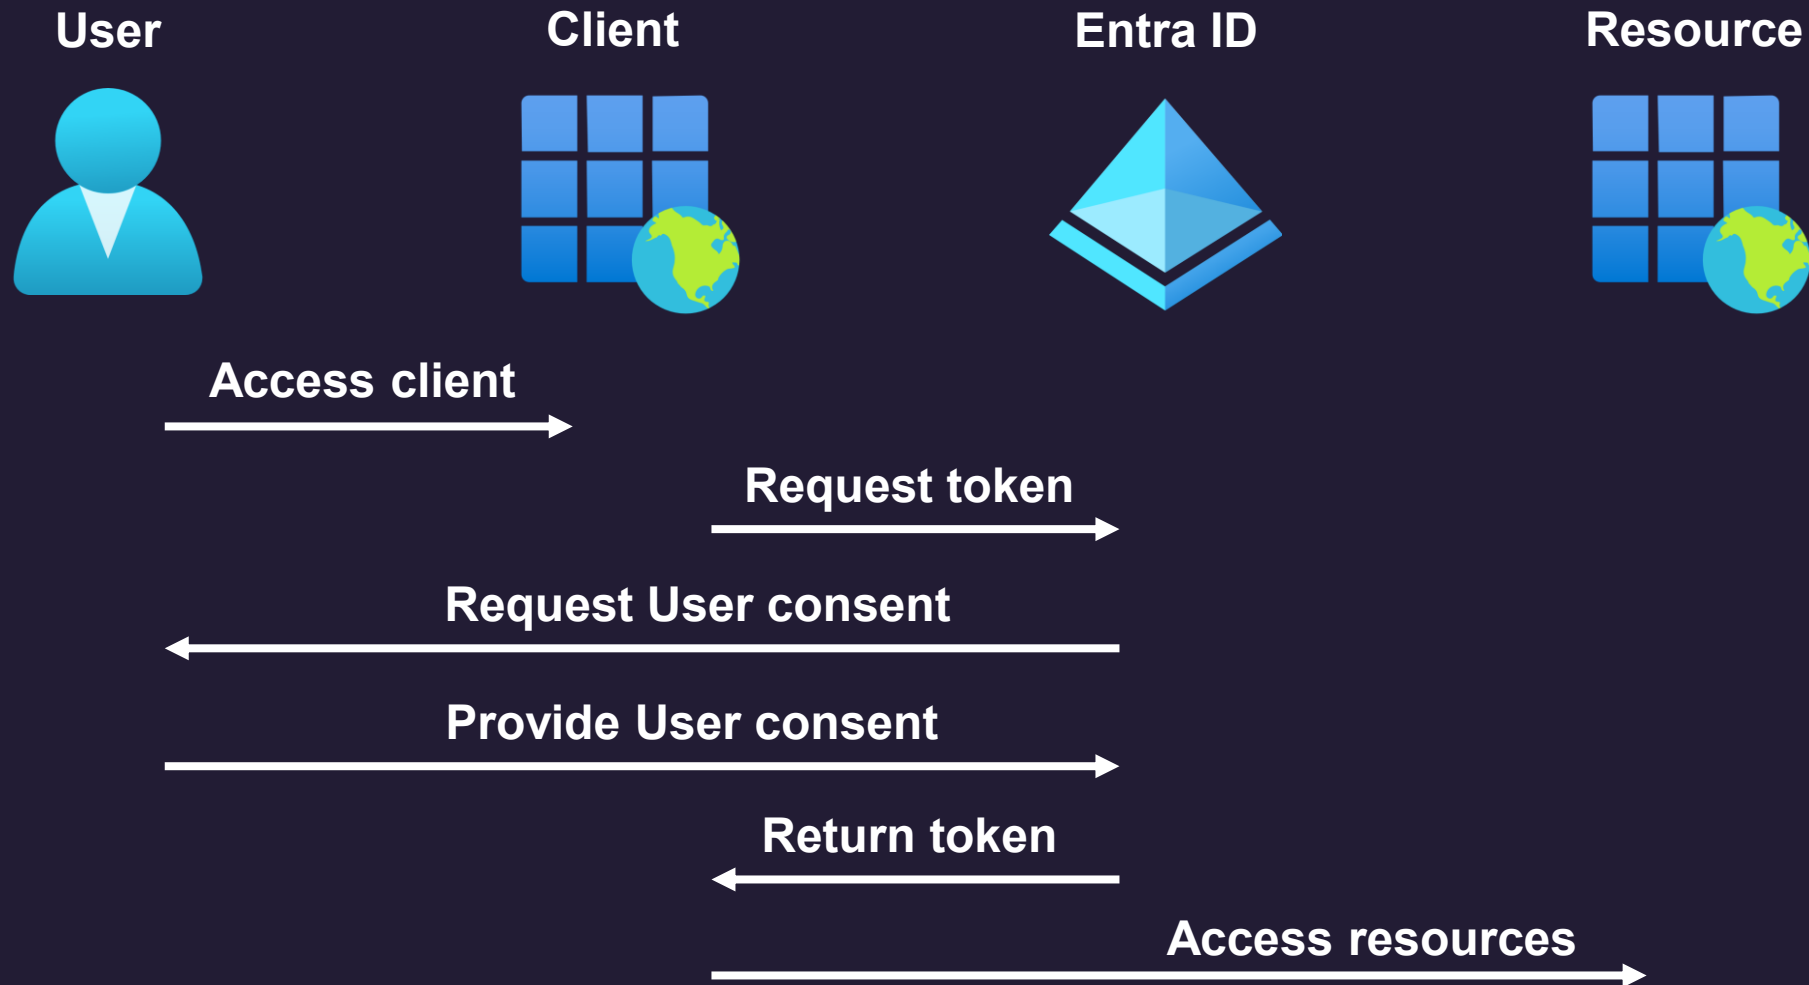 User
Client
Entra ID
Resource
Access client
Request token
Request User consent
Provide User consent
Return token
Access resources